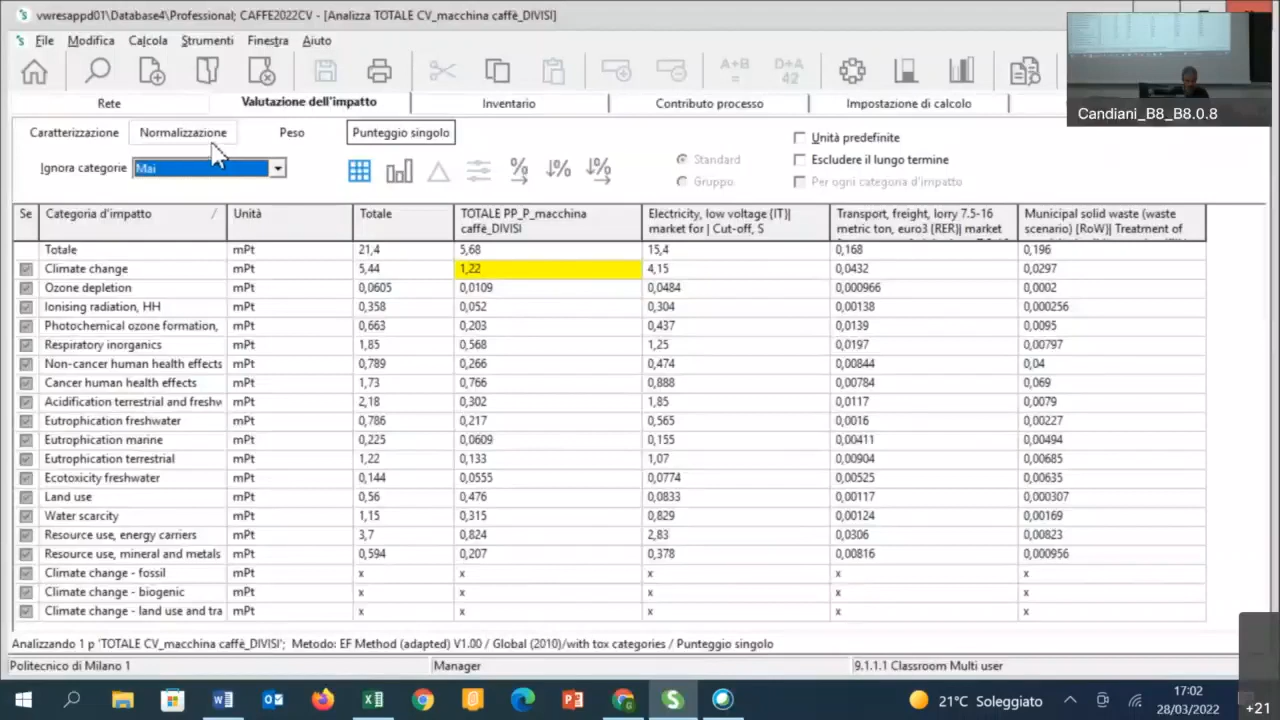 vwresappd01\Database4\Professional; CAFFE2022CV - [Analizza TOTALE CV_macchina caffè_DIVISI]
File Modifica Calcola Strumenti Finestra Aiuto
A+B = D+A 42
Candiani_B8_B8.0.8
Rete Valutazione dell'impatto Inventario Contributo processo Impostazione di calcolo
Caratterizzazione Normalizzazione Peso Punteggio singolo Unità predefinite
Ignora categorie Mai Standard Escludere il lungo termine
Gruppo Per ogni categoria d'impatto
Se Categoria d'impatto / Unità Totale TOTALE PP_P_macchina caffè_DIVISI Electricity, low voltage {IT}| market for | Cut-off, S Transport, freight, lorry 7.5-16 metric ton, euro3 {RER}| market Municipal solid waste (waste scenario) {RoW}| Treatment of
Totale mPt 21,4 5,68 15,4 0,168 0,196
Climate change mPt 5,44 1,22 4,15 0,0432 0,0297
Ozone depletion mPt 0,0605 0,0109 0,0484 0,000966 0,0002
Ionising radiation, HH mPt 0,358 0,052 0,304 0,00138 0,000256
Photochemical ozone formation, mPt 0,663 0,203 0,437 0,0139 0,0095
Respiratory inorganics mPt 1,85 0,568 1,25 0,0197 0,00797
Non-cancer human health effects mPt 0,789 0,266 0,474 0,00844 0,04
Cancer human health effects mPt 1,73 0,766 0,888 0,00784 0,069
Acidification terrestrial and freshw mPt 2,18 0,302 1,85 0,0117 0,0079
Eutrophication freshwater mPt 0,786 0,217 0,565 0,0016 0,00227
Eutrophication marine mPt 0,225 0,0609 0,155 0,00411 0,00494
Eutrophication terrestrial mPt 1,22 0,133 1,07 0,00904 0,00685
Ecotoxicity freshwater mPt 0,144 0,0555 0,0774 0,00525 0,00635
Land use mPt 0,56 0,476 0,0833 0,00117 0,000307
Water scarcity mPt 1,15 0,315 0,829 0,00124 0,00169
Resource use, energy carriers mPt 3,7 0,824 2,83 0,0306 0,00823
Resource use, mineral and metals mPt 0,594 0,207 0,378 0,00816 0,000956
Climate change - fossil mPt x x x x x
Climate change - biogenic mPt x x x x x
Climate change - land use and tra mPt x x x x x
Analizzando 1 p 'TOTALE CV_macchina caffè_DIVISI'; Metodo: EF Method (adapted) V1.00 / Global (2010)/with tox categories / Punteggio singolo
Politecnico di Milano 1 Manager 9.1.1.1 Classroom Multi user
21°C Soleggiato 17:02
28/03/2022
+21